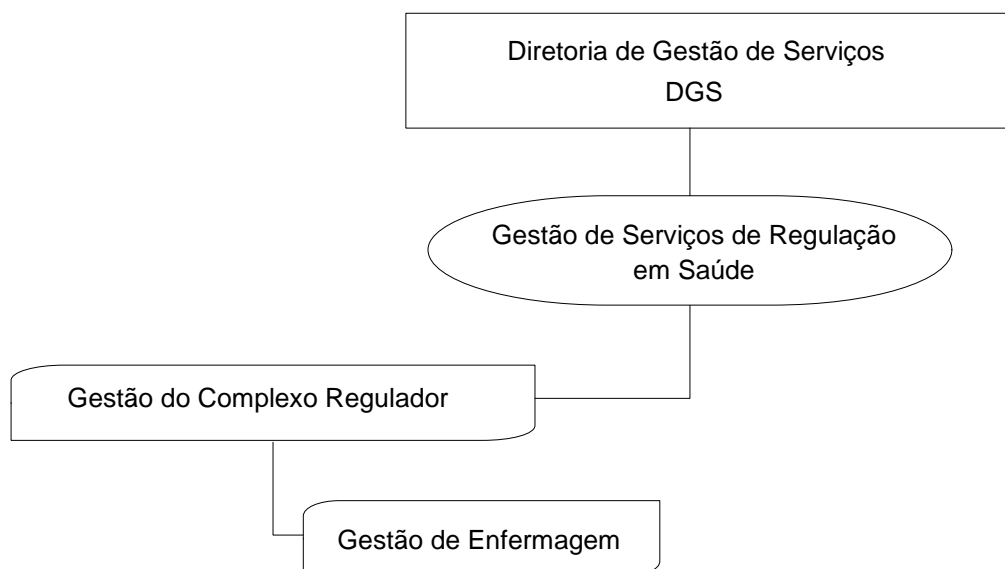 Diretoria de Gestão de Serviços
DGS
Gestão de Serviços de Regulação
em Saúde
Gestão do Complexo Regulador
Gestão de Enfermagem